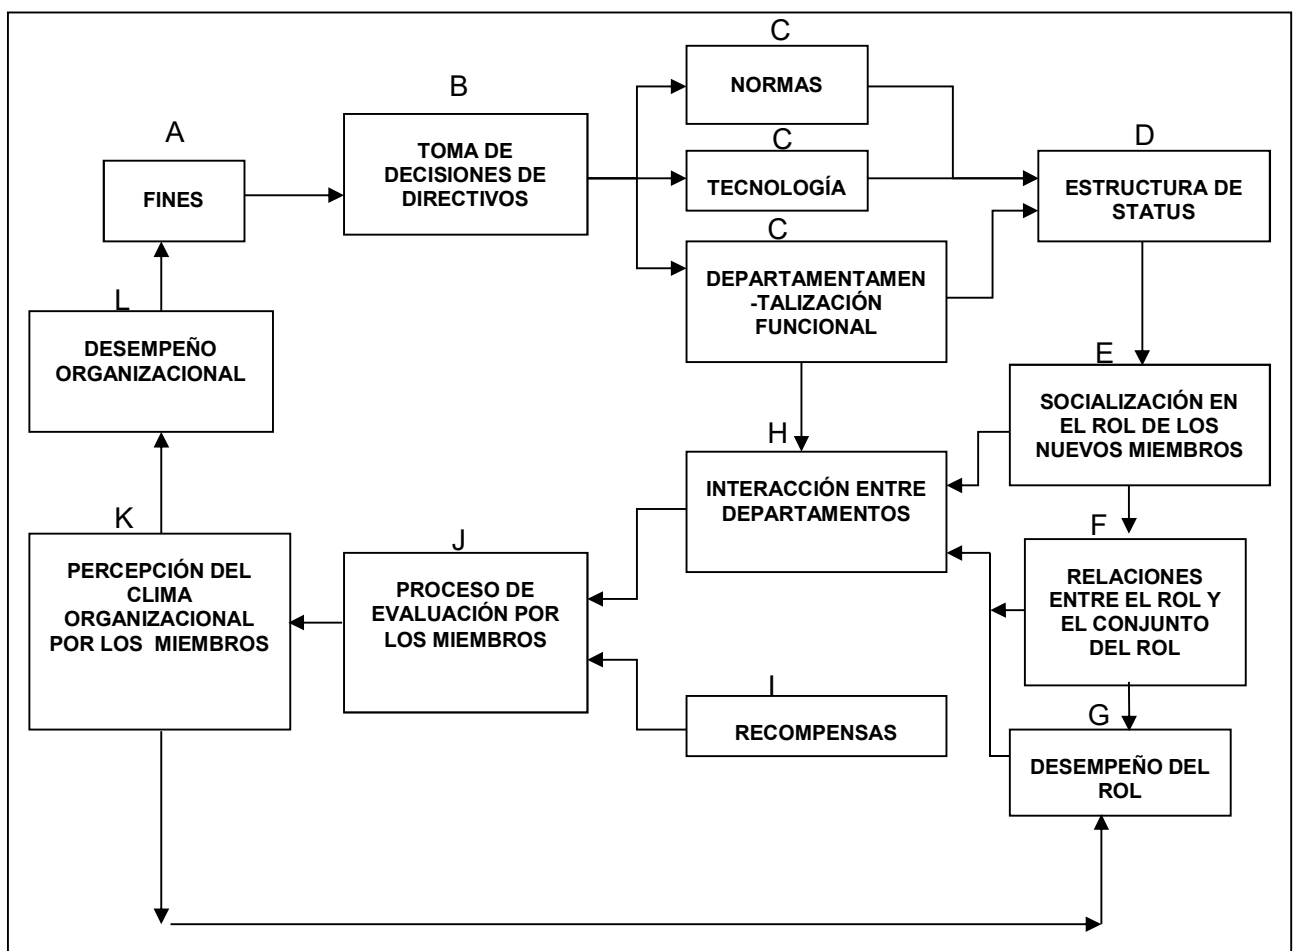 A
FINES
B
TOMA DE
DECISIONES DE
DIRECTIVOS
C
NORMAS
C
TECNOLOGÍA
C
DEPARTAMENTAMEN
-TALIZACIÓN
FUNCIONAL
D
ESTRUCTURA DE
STATUS
E
SOCIALIZACIÓN EN
EL ROL DE LOS
NUEVOS MIEMBROS
F
RELACIONES
ENTRE EL ROL Y
EL CONJUNTO
DEL ROL
G
DESEMPEÑO DEL
ROL
H
INTERACCIÓN ENTRE
DEPARTAMENTOS
I
RECOMPENSAS
J
PROCESO DE
EVALUACIÓN POR
LOS MIEMBROS
K
PERCEPCIÓN DEL
CLIMA
ORGANIZACIONAL
POR LOS MIEMBROS
L
DESEMPEÑO
ORGANIZACIONAL